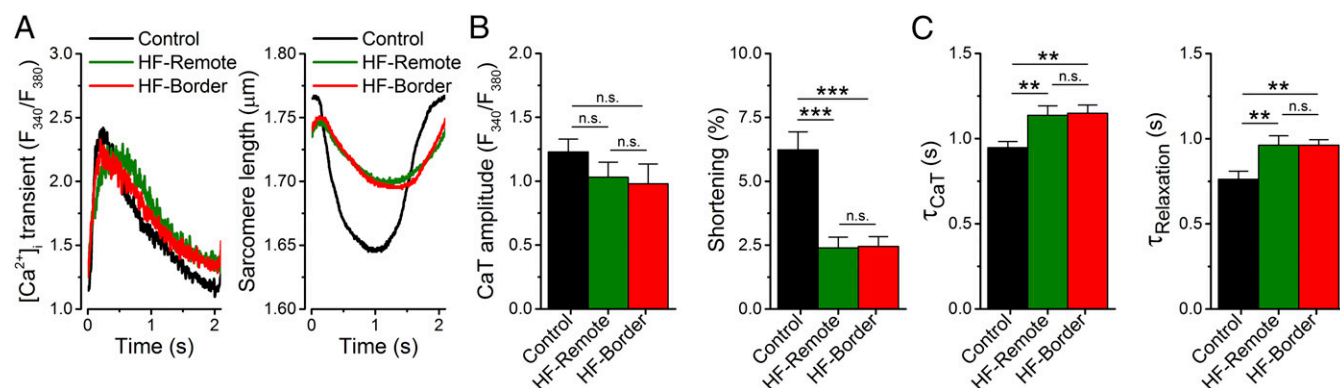 A
[Ca²⁺]ᵢ transient (F₃₄₀/F₃₈₀)
3.0
2.5
2.0
1.5
1.0
Control
HF-Remote
HF-Border
0
1
2
Time (s)
Sarcomere length (μm)
1.80
1.75
1.70
1.65
1.60
Control
HF-Remote
HF-Border
0
1
2
Time (s)
B
CaT amplitude (F₃₄₀/F₃₈₀)
2.0
1.5
1.0
0.5
0.0
n.s.
n.s.
n.s.
Control
HF-Remote
HF-Border
Shortening (%)
10.0
7.5
5.0
2.5
0.0
***
***
n.s.
Control
HF-Remote
HF-Border
C
τCaT (s)
1.5
1.0
0.5
0.0
**
**
n.s.
Control
HF-Remote
HF-Border
τRelaxation (s)
1.5
1.0
0.5
0.0
**
**
n.s.
Control
HF-Remote
HF-Border